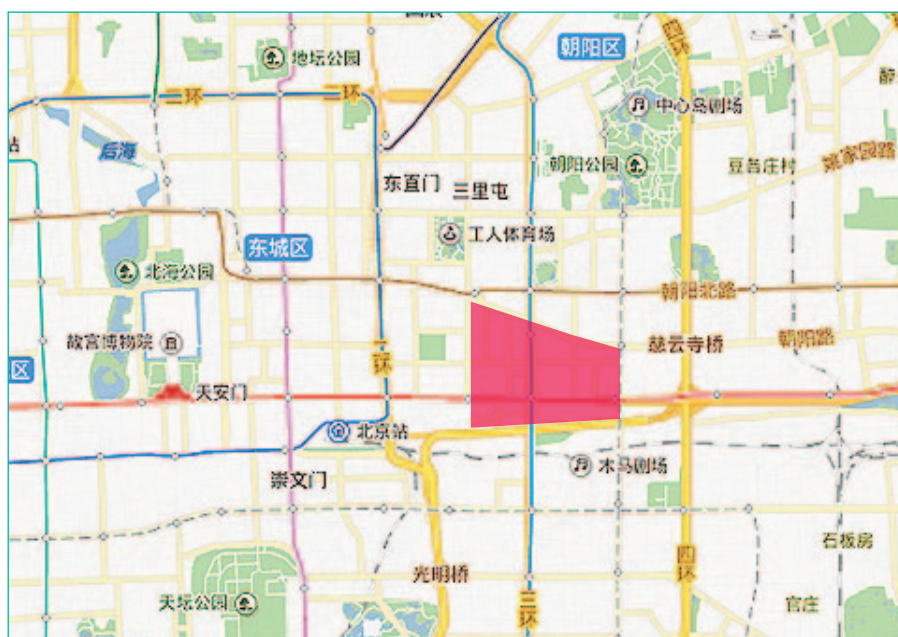 地坛公园
朝阳区
四环
二环
二环
中心岛剧场
后海
朝阳公园
豆各庄村
姚家园路
东直门
三里屯
工人体育场
东城区
北海公园
朝阳北路
故宫博物院
二环
慈云寺桥
朝阳路
区
天安门
北京站
崇文门
木马剧场
石板房
四环
光明桥
天坛公园
三环
官庄